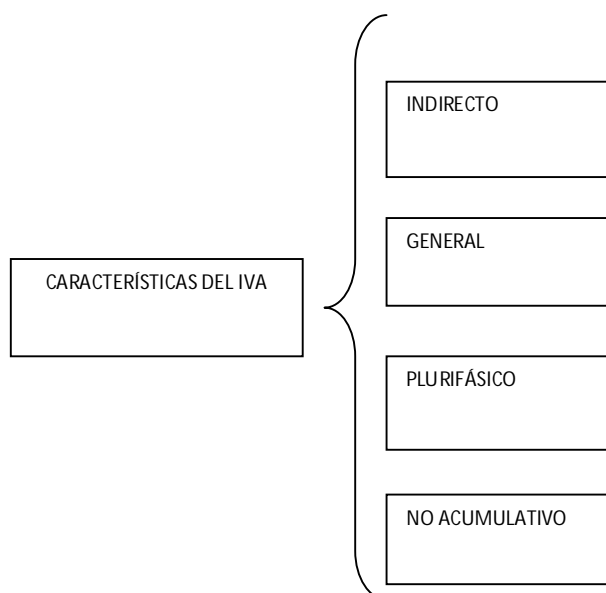 INDIRECTO
GENERAL
CARACTERÍSTICAS DEL IVA
PLURIFÁSICO
NO ACUMULATIVO